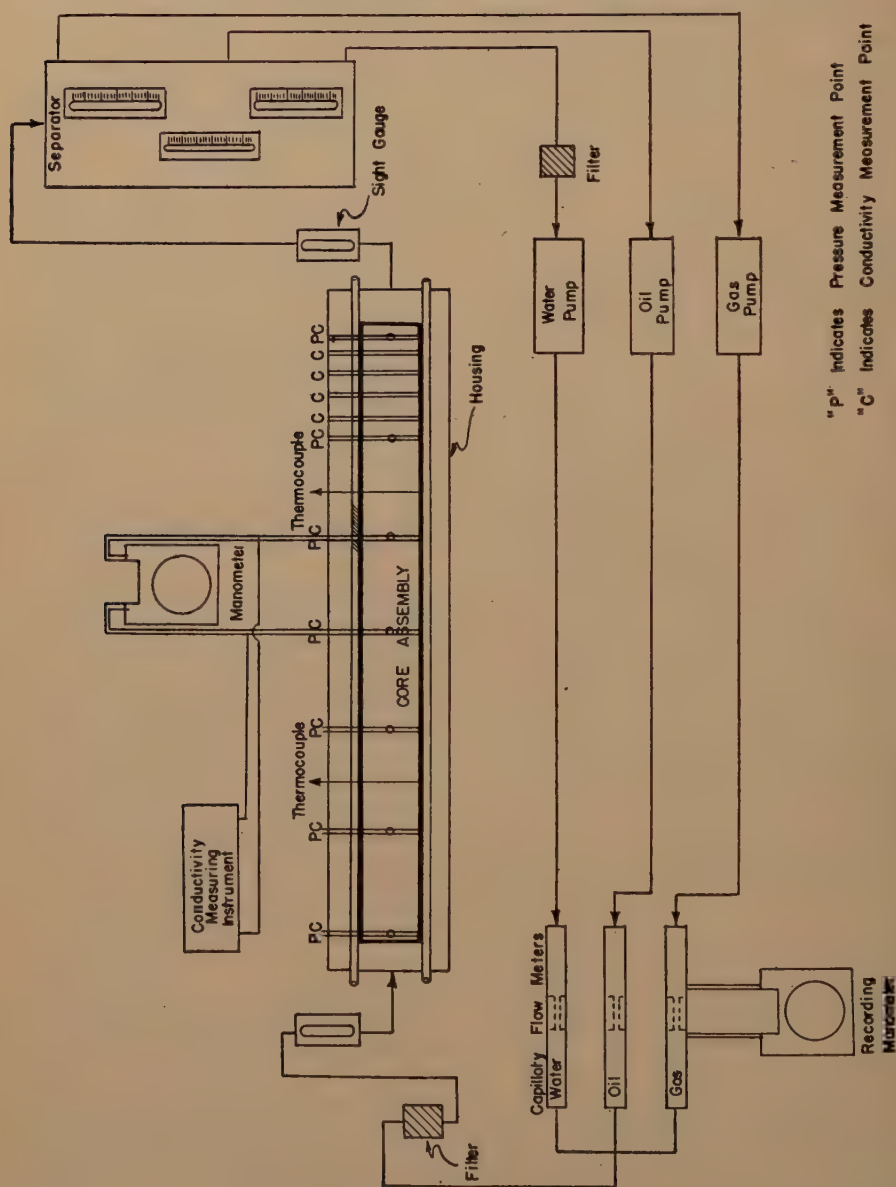 Separator
Sight Gauge
Manometer
Conductivity
Measuring
Instrument
PC
PC
Thermocouple
PC
PC
PC
Thermocouple
PC
C
C
C
C
PC
CORE ASSEMBLY
Housing
Filter
Filter
Capillary Flow Meters
Water
Oil
Gas
Water
Pump
Oil
Pump
Gas
Pump
Recording
Manometer
"P" Indicates Pressure Measurement Point
"C" Indicates Conductivity Measurement Point